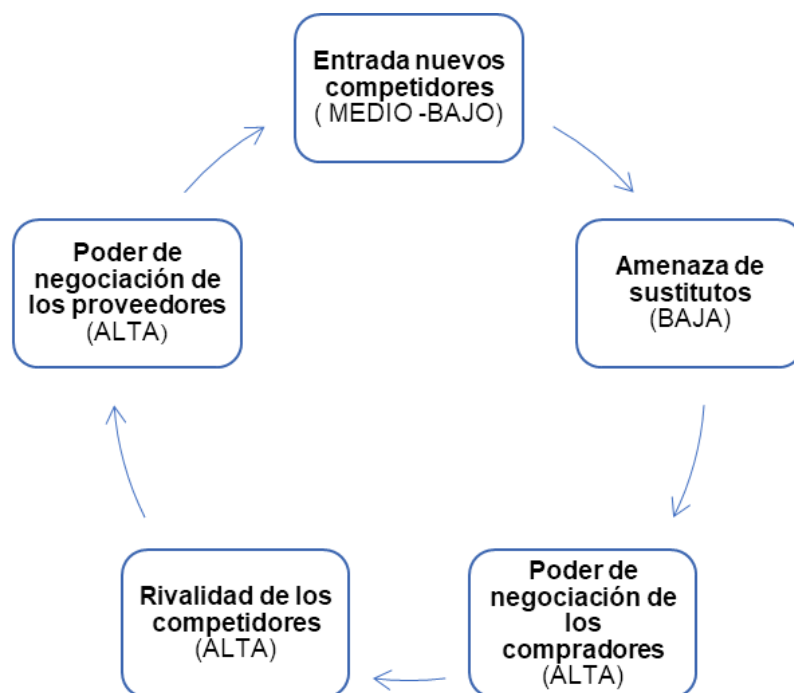 Entrada nuevos
competidores
( MEDIO -BAJO)
Amenaza de
sustitutos
(BAJA)
Poder de
negociación de
los
compradores
(ALTA)
Rivalidad de los
competidores
(ALTA)
Poder de
negociación de
los proveedores
(ALTA)